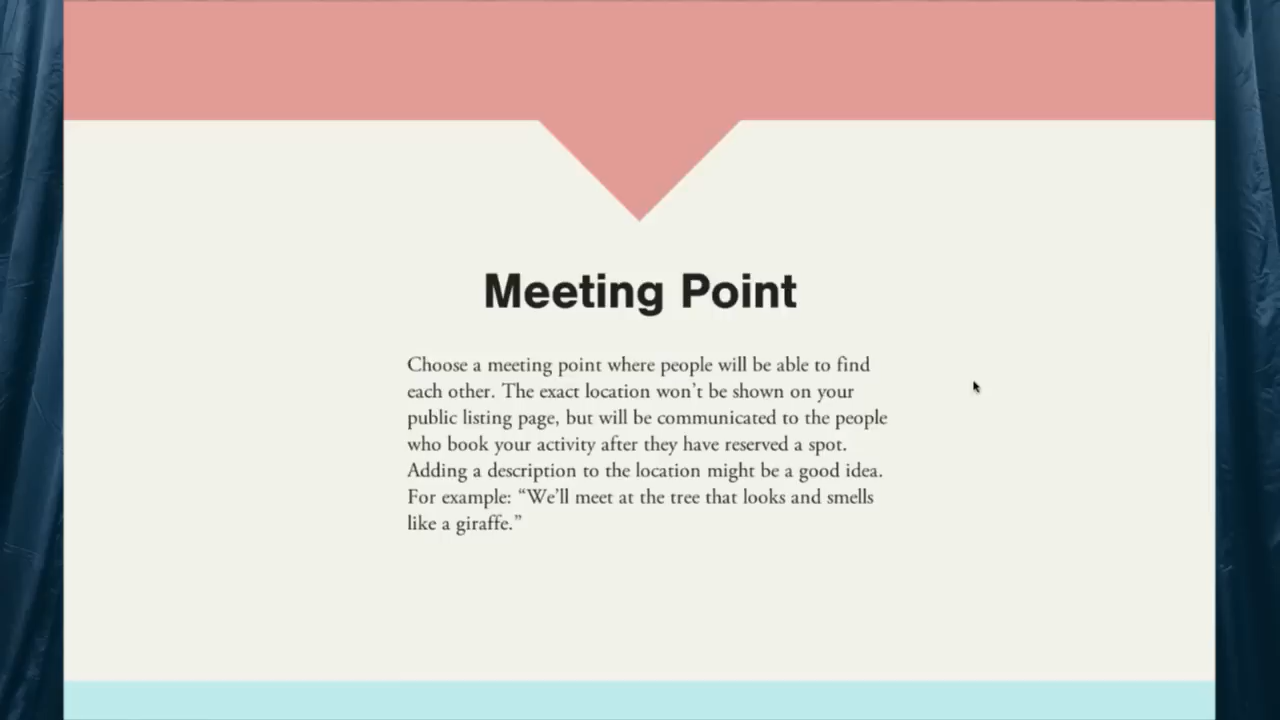 Meeting Point
Choose a meeting point where people will be able to find
each other. The exact location won’t be shown on your
public listing page, but will be communicated to the people
who book your activity after they have reserved a spot.
Adding a description to the location might be a good idea.
For example: “We’ll meet at the tree that looks and smells
like a giraffe.”